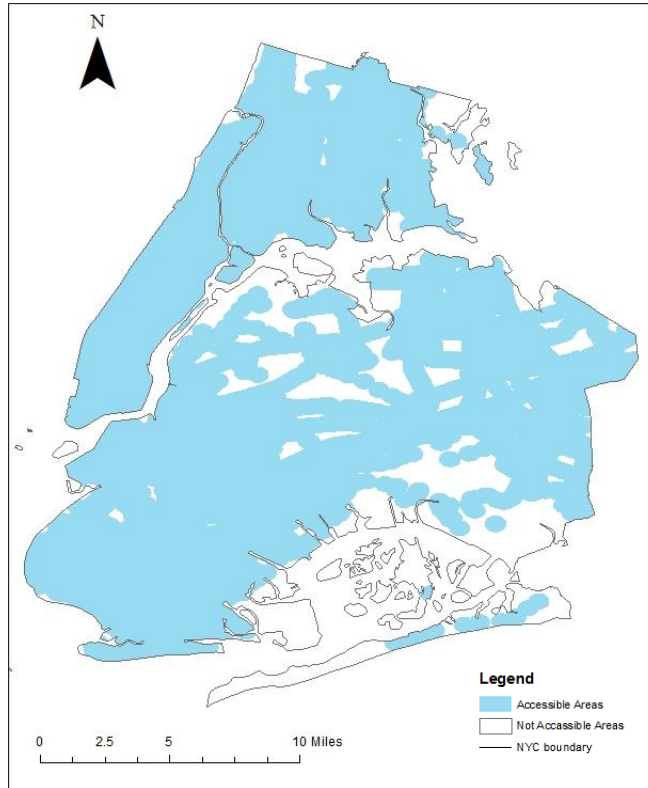 N
Legend
Accessible Areas
Not Accassible Areas
NYC boundary
0 2.5 5 10 Miles